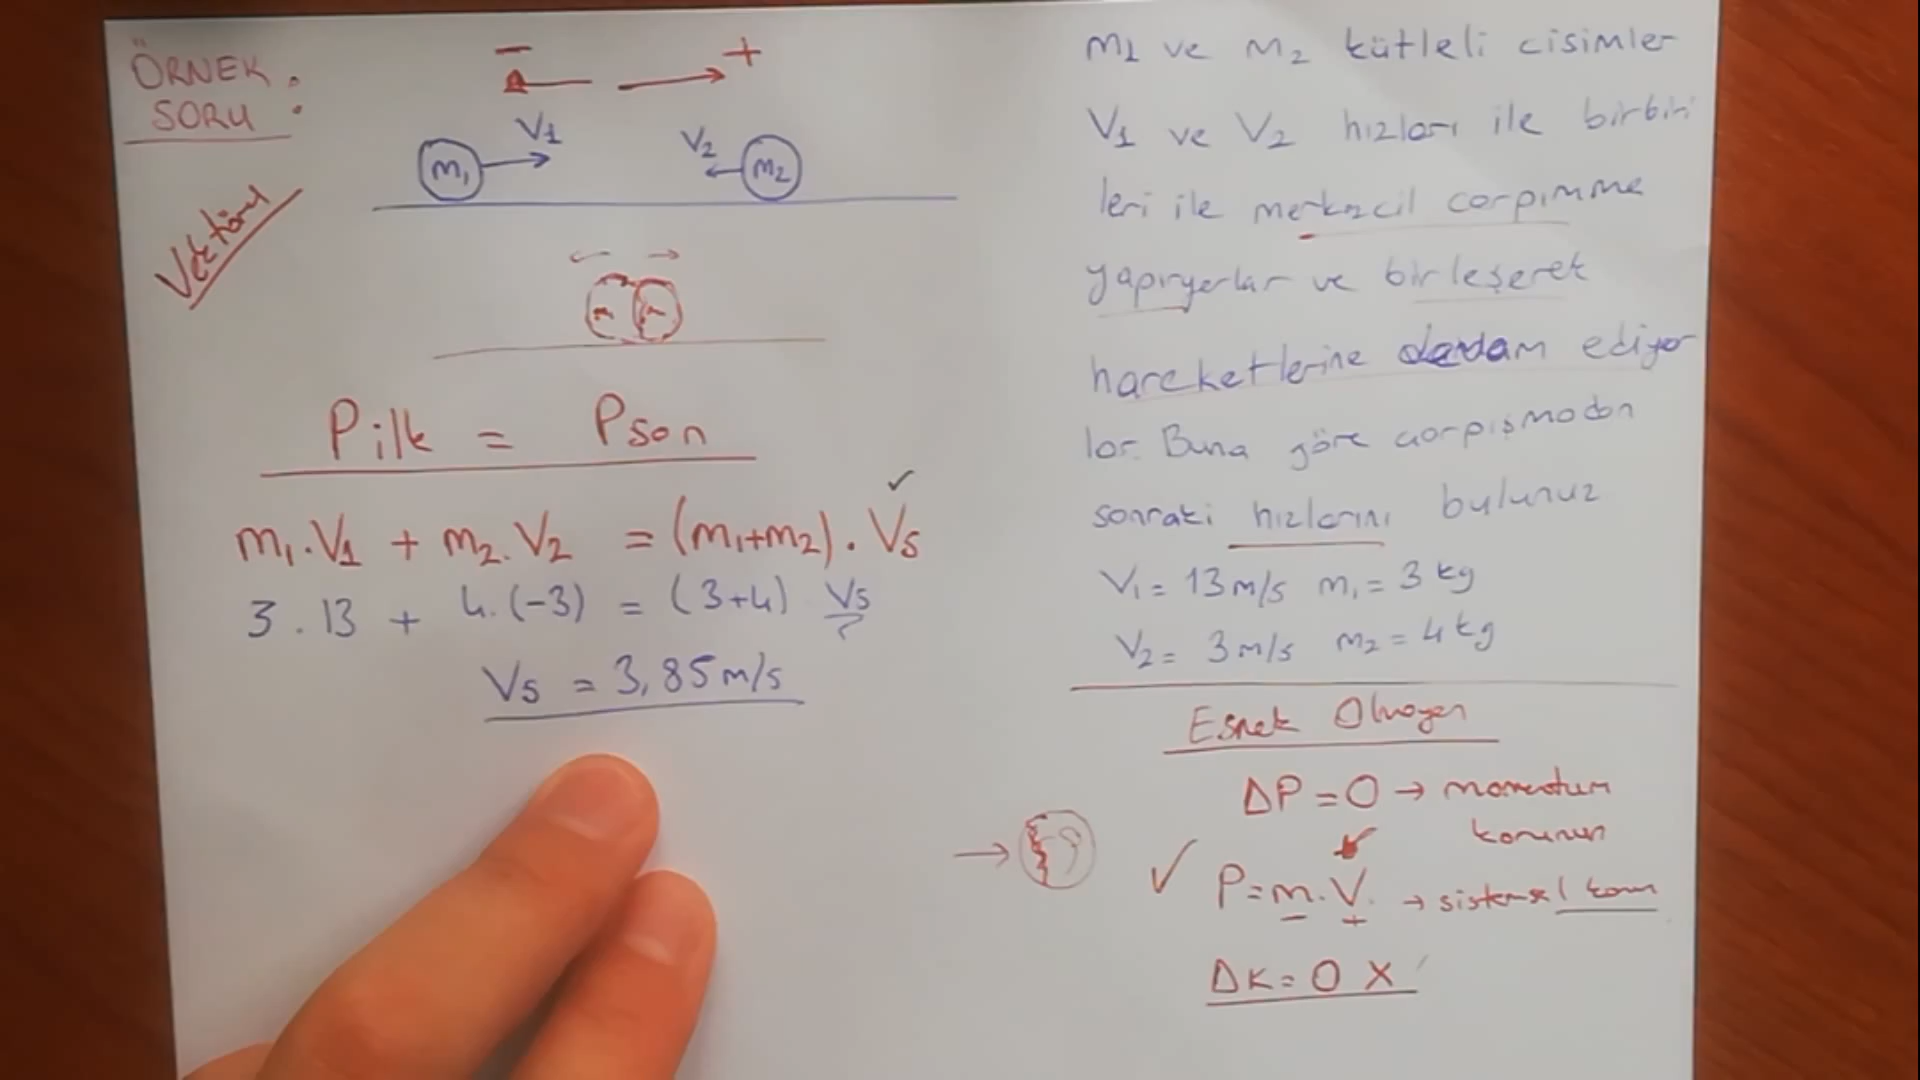 ÖRNEK
SORU :
Vektörel
- +
V1 V2
m1 m2
Pilk = Pson
m1.V1 + m2.V2 = (m1+m2).Vs
3.13 + 4.(-3) = (3+4) Vs
?
Vs = 3,85 m/s
m1 ve m2 kütleli cisimler
V1 ve V2 hızları ile birbiri
leri ile merkezcil çarpışma
yapıyorlar ve birleşerek
hareketlerine devam ediyor
lar. Buna göre çarpışmadan
sonraki hızlarını bulunuz
V1 = 13 m/s m1 = 3 kg
V2 = 3 m/s m2 = 4 kg
Esnek Olmayan
ΔP = 0 → momentum
korunur
✓ P = m.V → sistemsel
ΔK = 0 X